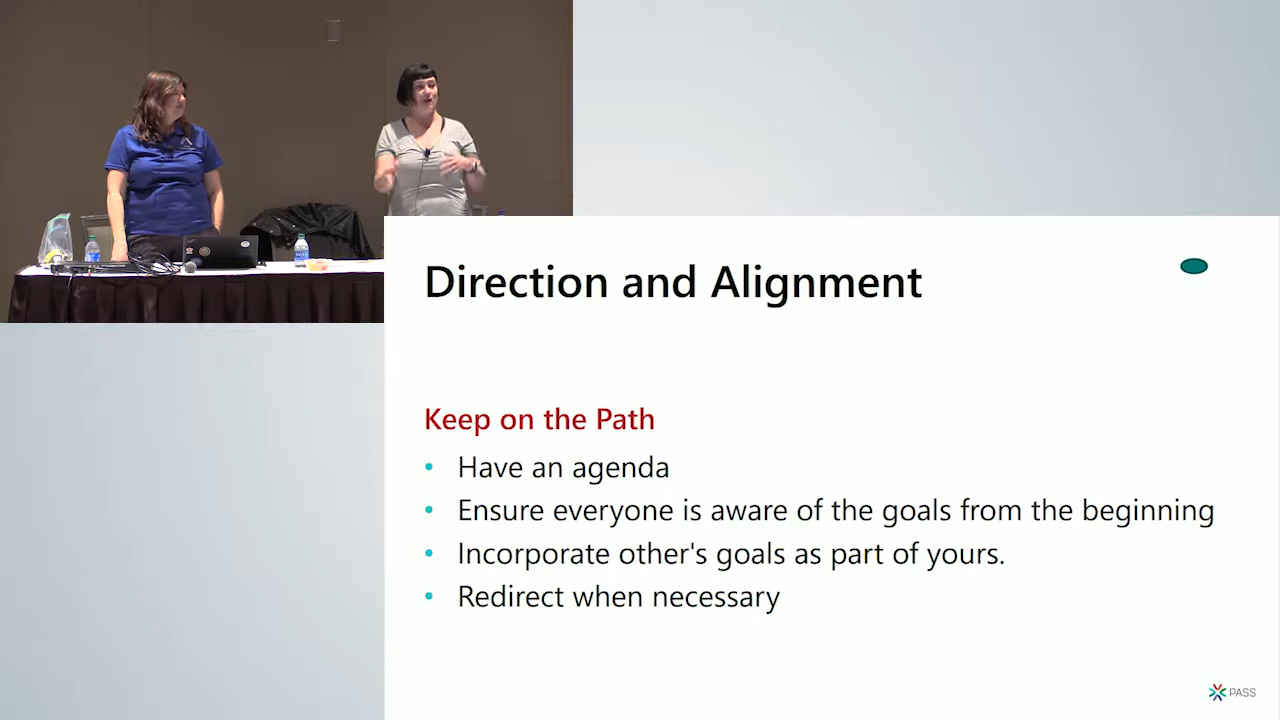 Direction and Alignment
Keep on the Path
• Have an agenda
• Ensure everyone is aware of the goals from the beginning
• Incorporate other's goals as part of yours.
• Redirect when necessary
PASS